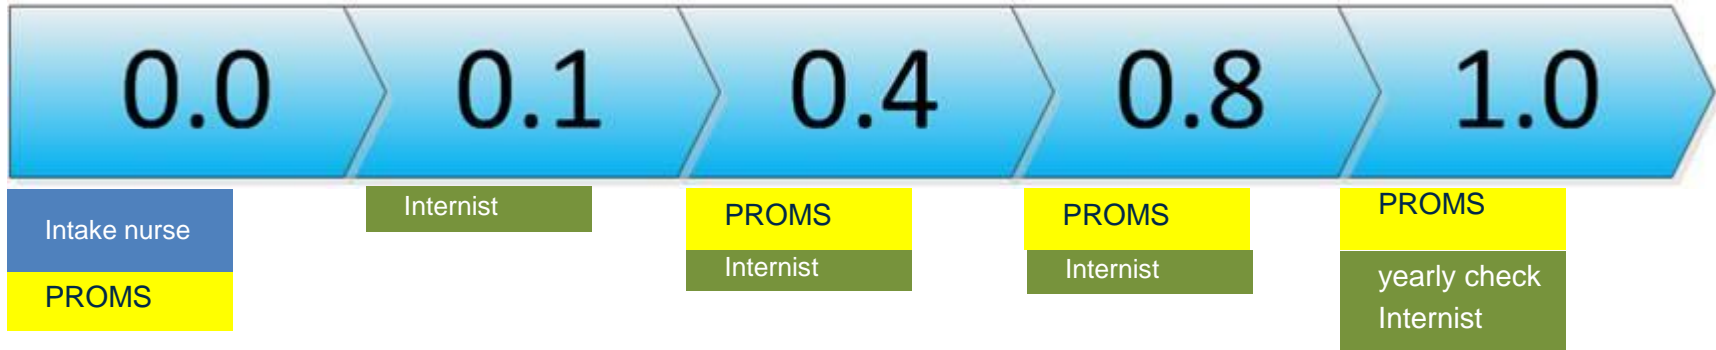 0.0 0.1 0.4 0.8 1.0
Intake nurse
PROMS
Internist
PROMS
Internist
PROMS
Internist
PROMS
yearly check
Internist